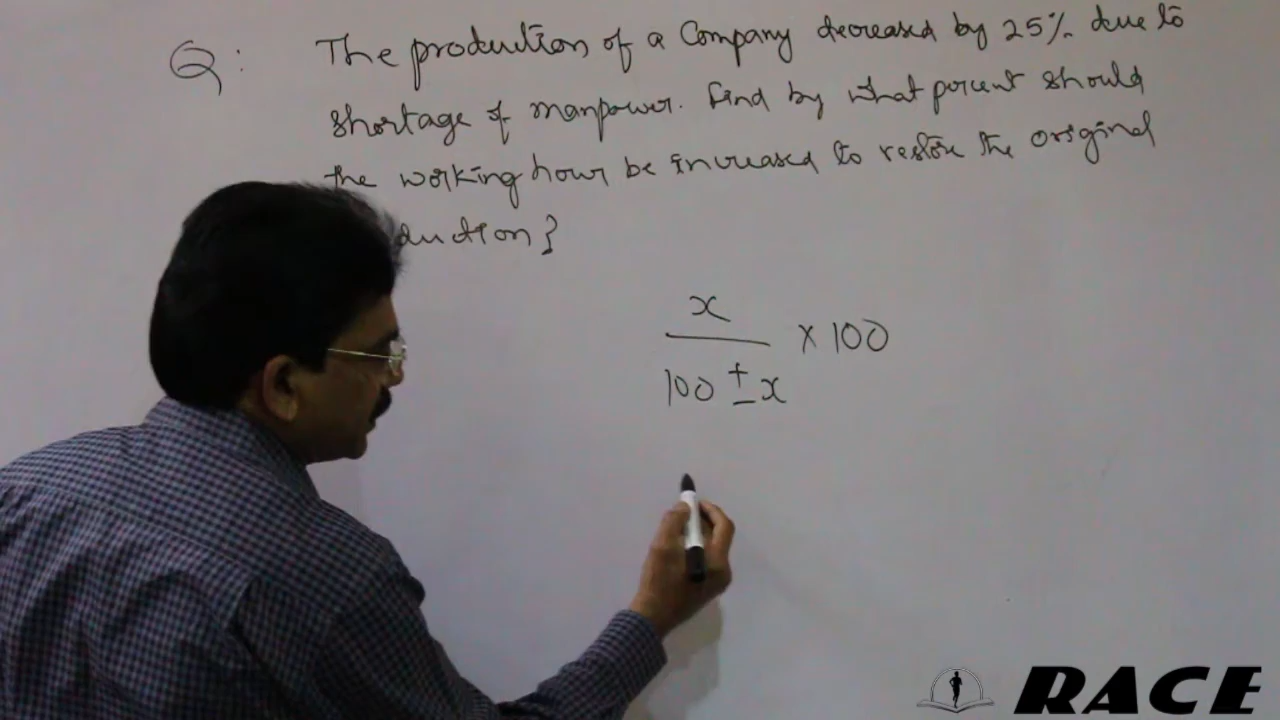 Q: The production of a Company decreased by 25% due to
shortage of manpower. Find by what percent should
the working hour be increased to restore the original
duction?
x
/ 100 ± x × 100
RACE